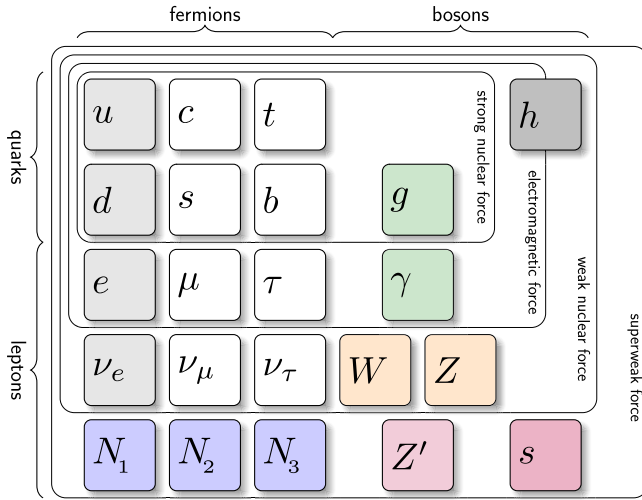 fermions bosons
quarks
u c t h
strong nuclear force
d s b g
electromagnetic force
e μ τ γ
weak nuclear force
leptons
ν_e ν_μ ν_τ W Z
superweak force
N_1 N_2 N_3 Z′ s